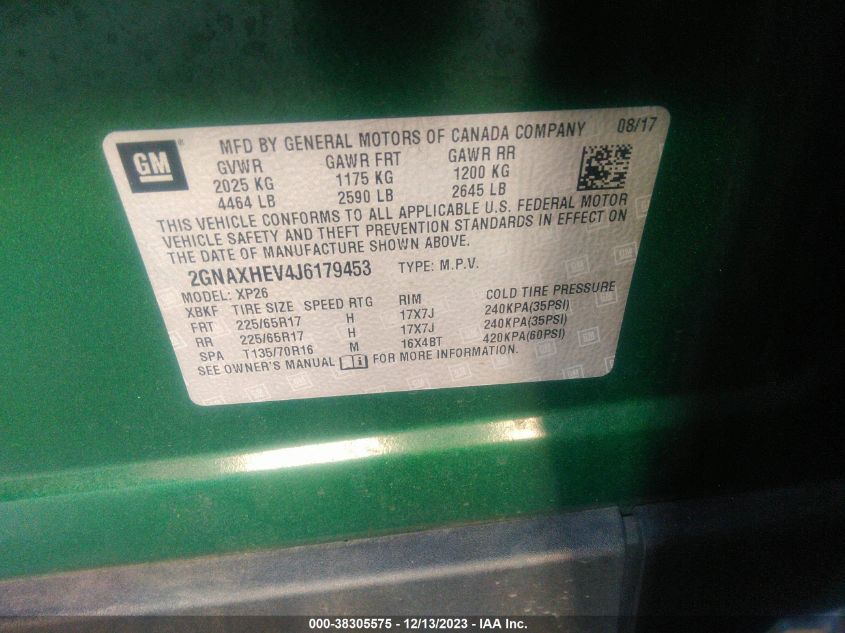 GM
MFD BY GENERAL MOTORS OF CANADA COMPANY 08/17
GVWR GAWR FRT GAWR RR
2025 KG 1175 KG 1200 KG
4464 LB 2590 LB 2645 LB
THIS VEHICLE CONFORMS TO ALL APPLICABLE U.S. FEDERAL MOTOR
VEHICLE SAFETY AND THEFT PREVENTION STANDARDS IN EFFECT ON
THE DATE OF MANUFACTURE SHOWN ABOVE.
2GNAXHEV4J6179453 TYPE: M.P.V.
MODEL: XP26
XBKF TIRE SIZE SPEED RTG RIM COLD TIRE PRESSURE
FRT 225/65R17 H 17X7J 240KPA(35PSI)
RR 225/65R17 H 17X7J 240KPA(35PSI)
SPA T135/70R16 M 16X4BT 420KPA(60PSI)
SEE OWNER'S MANUAL FOR MORE INFORMATION.
000-38305575 - 12/13/2023 - IAA Inc.